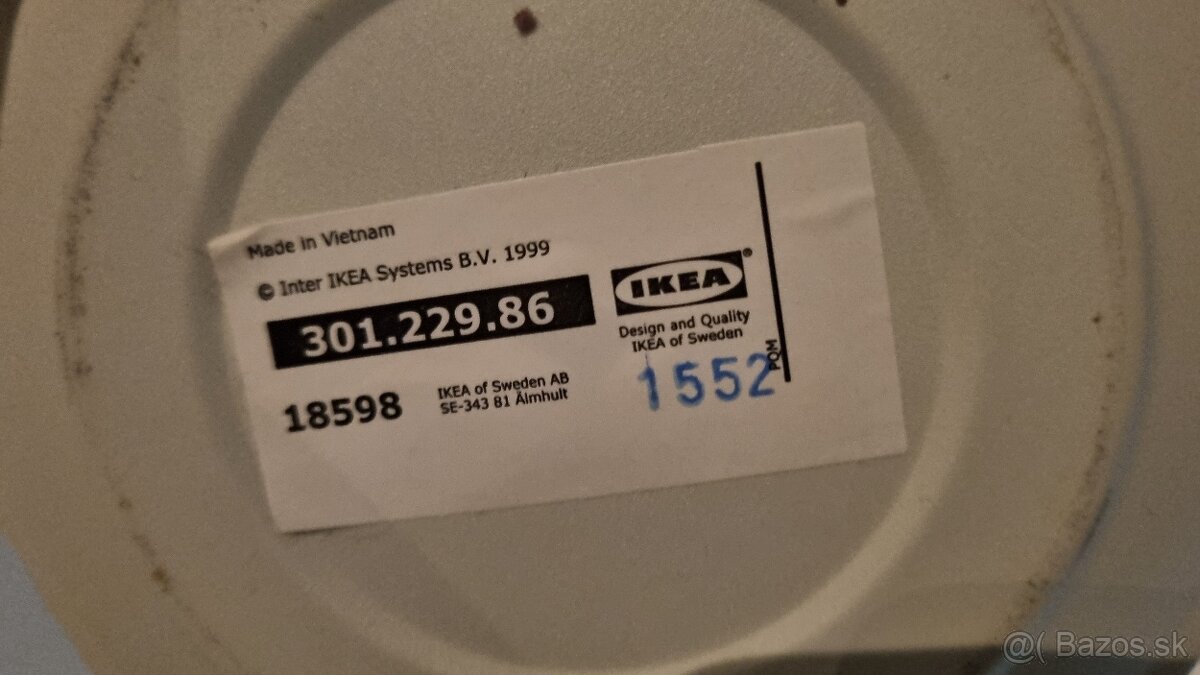 Made in Vietnam
© Inter IKEA Systems B.V. 1999
301.229.86
18598
IKEA of Sweden AB
SE-343 81 Älmhult
IKEA®
Design and Quality
IKEA of Sweden
1552
PQM
@( Bazos.sk